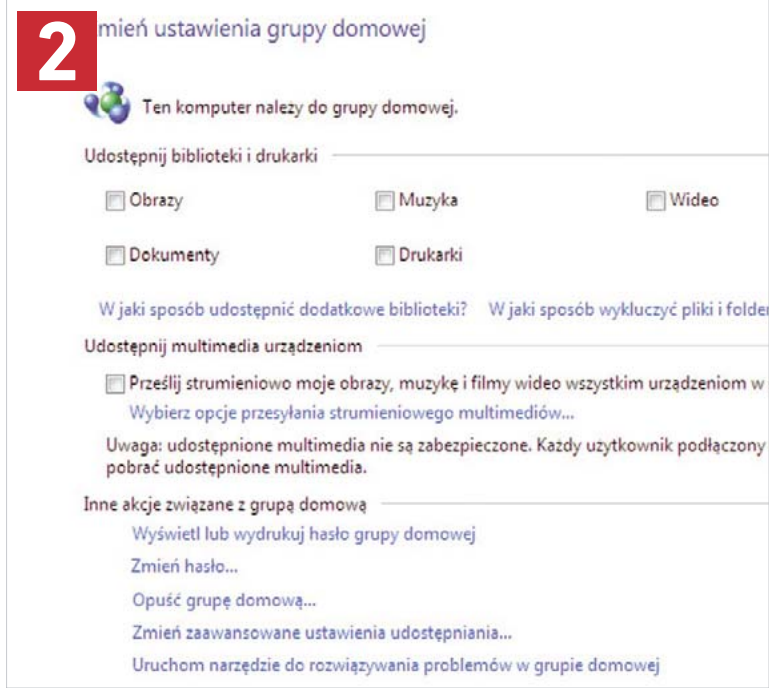 2
mień ustawienia grupy domowej
Ten komputer należy do grupy domowej.
Udostępnij biblioteki i drukarki
Obrazy Muzyka Wideo
Dokumenty Drukarki
W jaki sposób udostępnić dodatkowe biblioteki? W jaki sposób wykluczyć pliki i folder
Udostępnij multimedia urządzeniom
Prześlij strumieniowo moje obrazy, muzykę i filmy wideo wszystkim urządzeniom w
Wybierz opcje przesyłania strumieniowego multimediów...
Uwaga: udostępnione multimedia nie są zabezpieczone. Każdy użytkownik podłączony
pobrać udostępnione multimedia.
Inne akcje związane z grupą domową
Wyświetl lub wydrukuj hasło grupy domowej
Zmień hasło...
Opuść grupę domową...
Zmień zaawansowane ustawienia udostępniania...
Uruchom narzędzie do rozwiązywania problemów w grupie domowej